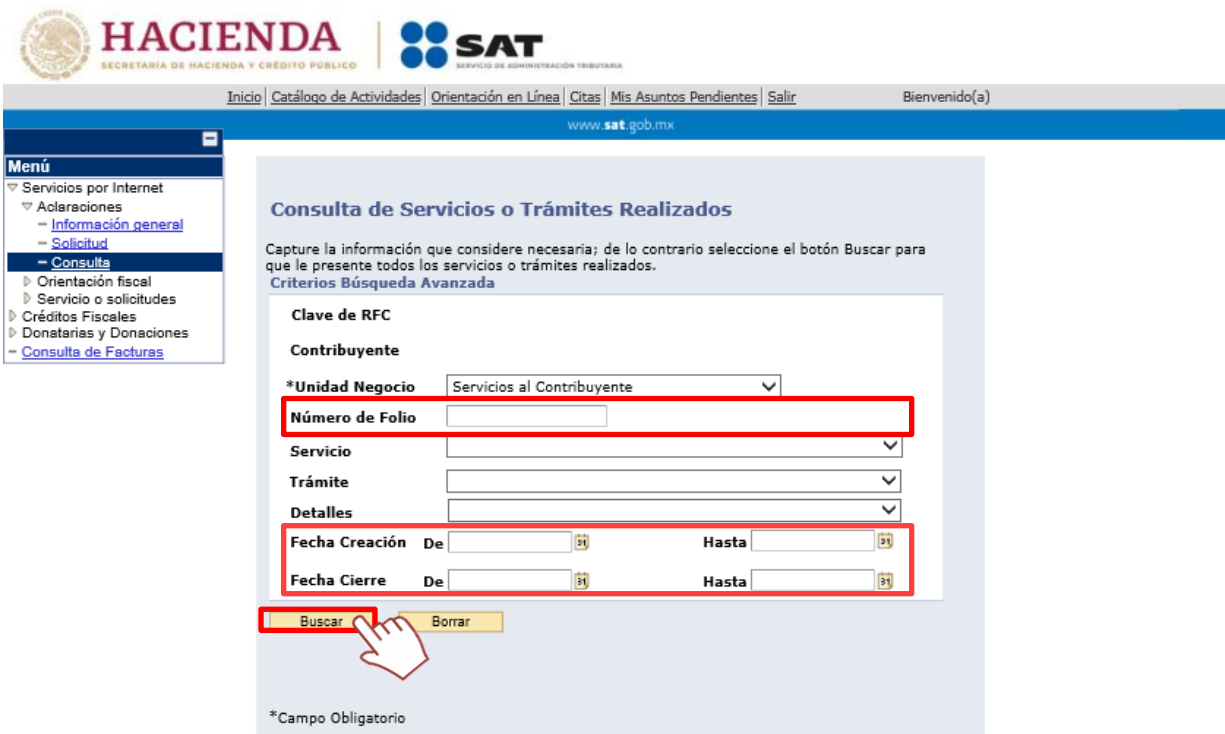 HACIENDA
SECRETARÍA DE HACIENDA Y CRÉDITO PÚBLICO
SAT
SERVICIO DE ADMINISTRACIÓN TRIBUTARIA
Inicio | Catálogo de Actividades | Orientación en Línea | Citas | Mis Asuntos Pendientes | Salir Bienvenido(a)
www.sat.gob.mx
Menú
Servicios por Internet
Aclaraciones
Información general
Solicitud
Consulta
Orientación fiscal
Servicio o solicitudes
Créditos Fiscales
Donatarias y Donaciones
Consulta de Facturas
Consulta de Servicios o Trámites Realizados
Capture la información que considere necesaria; de lo contrario seleccione el botón Buscar para
que le presente todos los servicios o trámites realizados.
Criterios Búsqueda Avanzada
Clave de RFC
Contribuyente
*Unidad Negocio Servicios al Contribuyente
Número de Folio
Servicio
Trámite
Detalles
Fecha Creación De 31 Hasta 31
Fecha Cierre De 31 Hasta 31
Buscar Borrar
*Campo Obligatorio